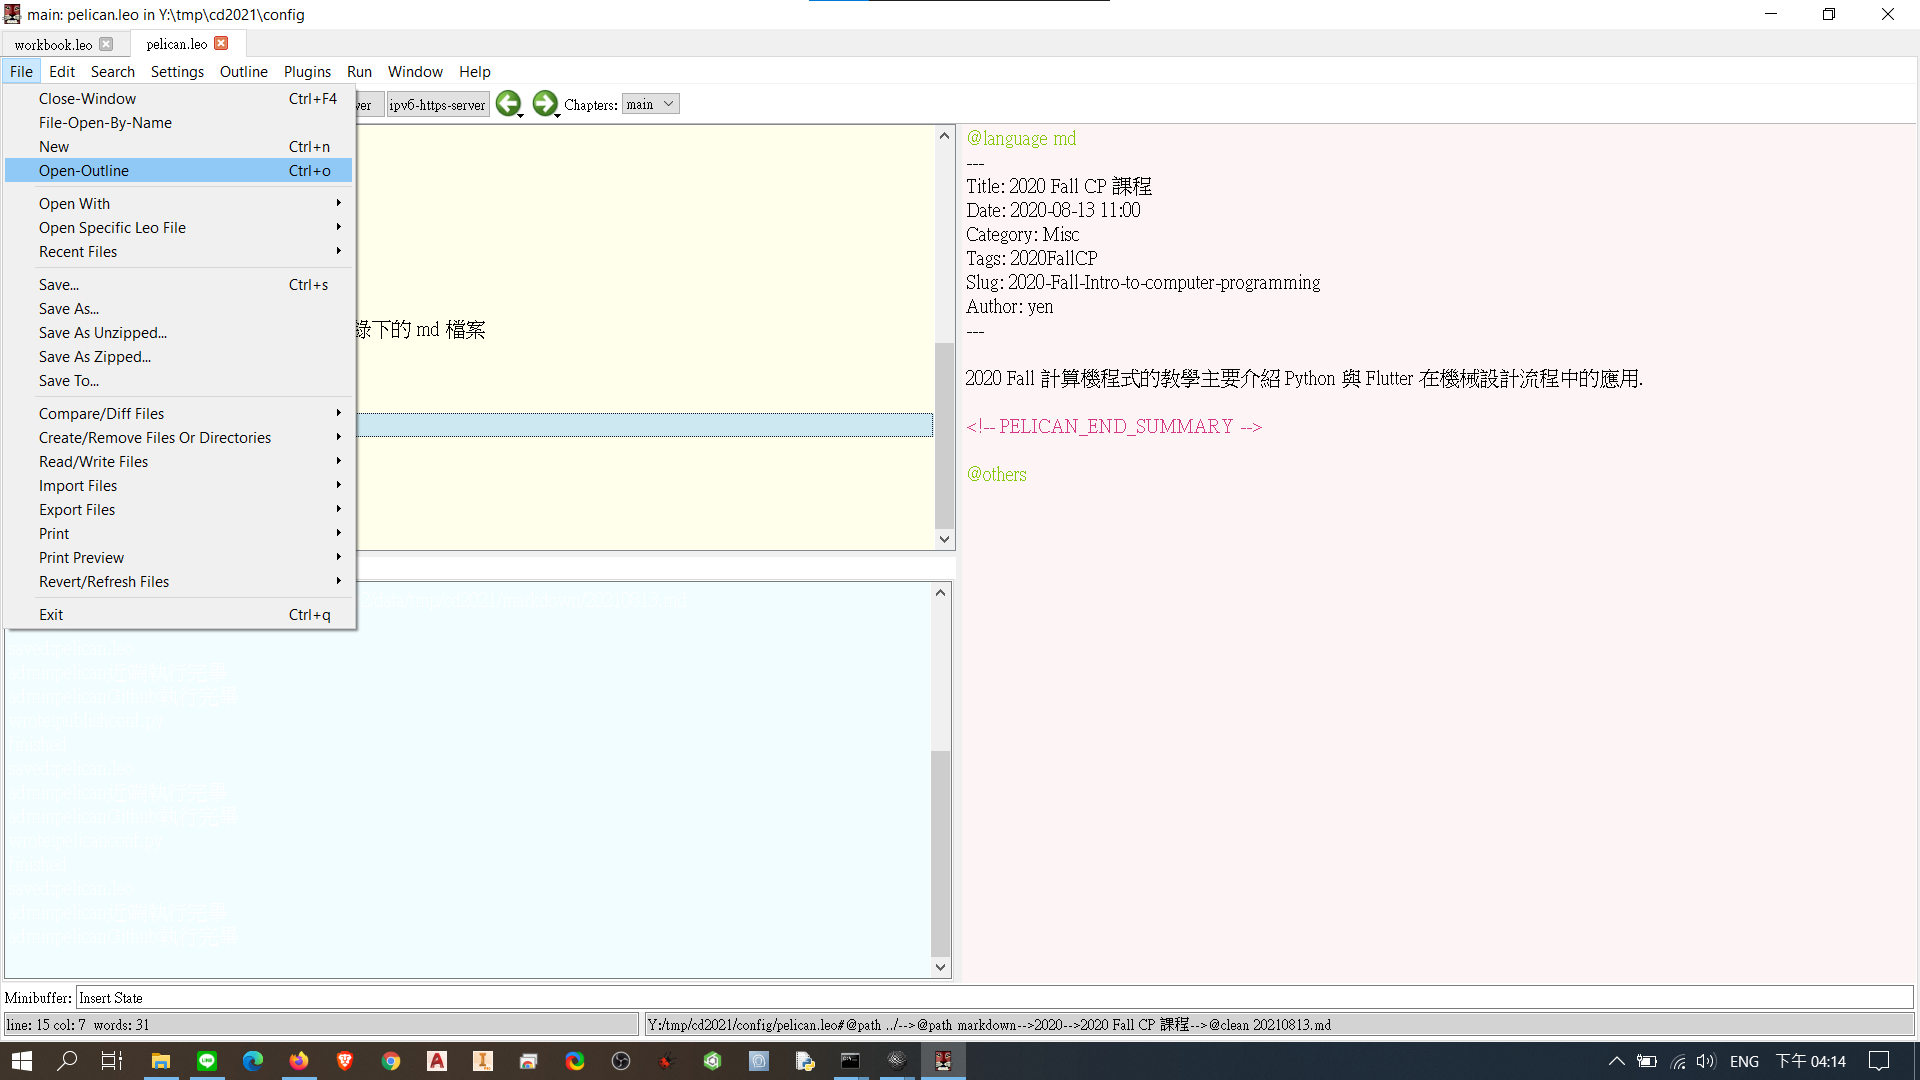 main: pelican.leo in Y:\tmp\cd2021\config
workbook.leo
pelican.leo
File Edit Search Settings Outline Plugins Run Window Help
Close-Window Ctrl+F4
File-Open-By-Name
New Ctrl+n
Open-Outline Ctrl+o
Open With
Open Specific Leo File
Recent Files
Save... Ctrl+s
Save As...
Save As Unzipped...
Save As Zipped...
Save To...
Compare/Diff Files
Create/Remove Files Or Directories
Read/Write Files
Import Files
Export Files
Print
Print Preview
Revert/Refresh Files
Exit Ctrl+q
ver ipv6-https-server Chapters: main
錄下的 md 檔案
@language md
---
Title: 2020 Fall CP 課程
Date: 2020-08-13 11:00
Category: Misc
Tags: 2020FallCP
Slug: 2020-Fall-Intro-to-computer-programming
Author: yen
---
2020 Fall 計算機程式的教學主要介紹 Python 與 Flutter 在機械設計流程中的應用.
<!-- PELICAN_END_SUMMARY -->
@others
Minibuffer: Insert State
line: 15 col: 7 words: 31
Y:/tmp/cd2021/config/pelican.leo#@path ../-->@path markdown-->2020-->2020 Fall CP 課程-->@clean 20210813.md
ENG 下午 04:14